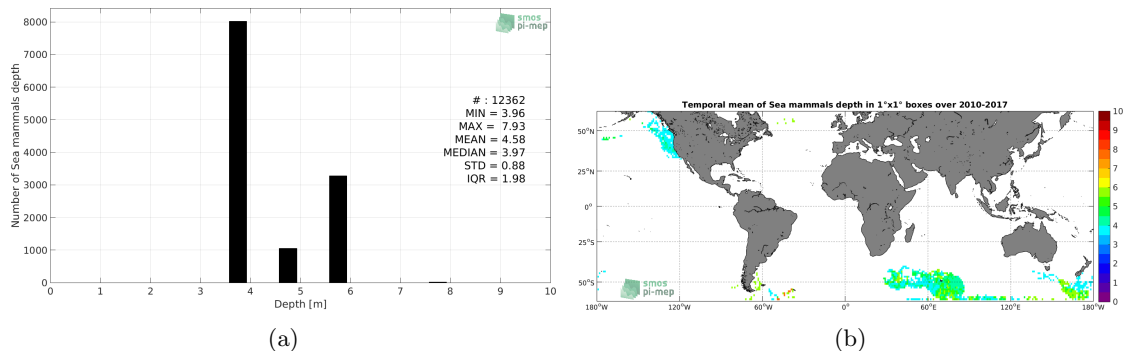 8000
7000
6000
5000
4000
3000
2000
1000
0
Number of Sea mammals depth
smos
pi-mep
# : 12362
MIN = 3.96
MAX = 7.93
MEAN = 4.58
MEDIAN = 3.97
STD = 0.88
IQR = 1.98
0 1 2 3 4 5 6 7 8 9 10
Depth [m]
(a)
Temporal mean of Sea mammals depth in 1°x1° boxes over 2010-2017
50°N
25°N
0°
25°S
50°S
smos
pi-mep
180°W 120°W 60°W 0° 60°E 120°E 180°W
10
9
8
7
6
5
4
3
2
1
0
(b)